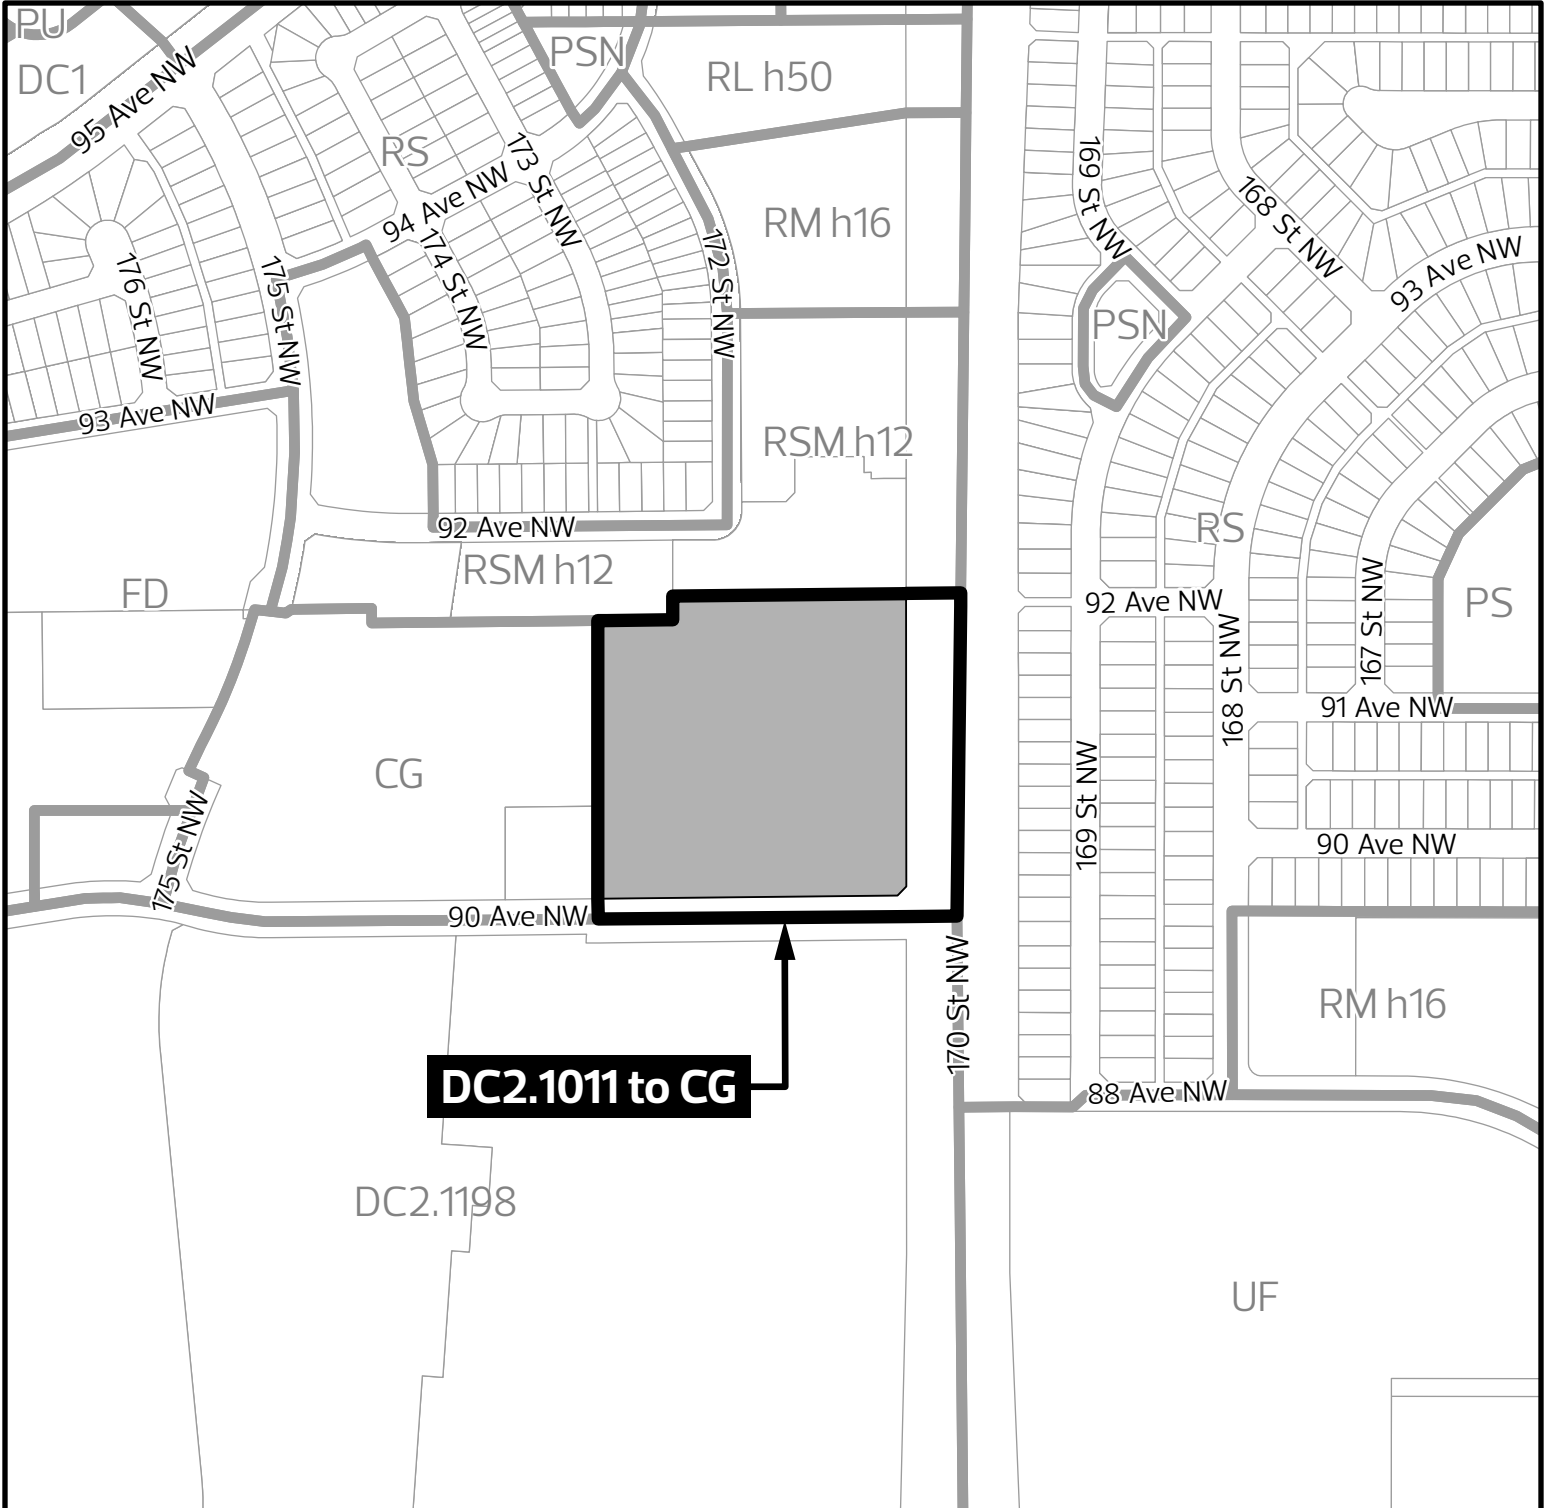 PU
DC1
95 Ave NW
PSN
RL h50
RS
173 St NW
94 Ave NW
174 St NW
RM h16
172 St NW
169 St NW
168 St NW
93 Ave NW
PSN
176 St NW
175 St NW
93 Ave NW
RSM h12
92 Ave NW
RSM h12
FD
RS
92 Ave NW
168 St NW
167 St NW
PS
91 Ave NW
CG
169 St NW
90 Ave NW
175 St NW
90 Ave NW
170 St NW
RM h16
DC2.1011 to CG
88 Ave NW
DC2.1198
UF